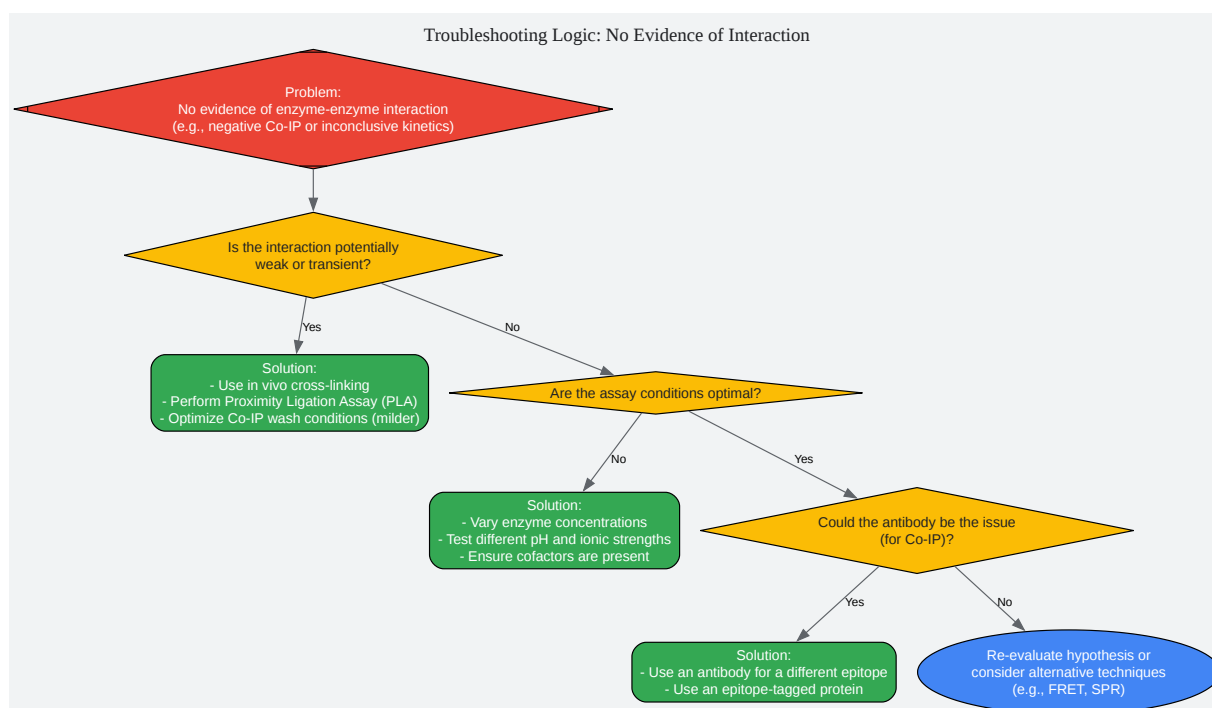 Troubleshooting Logic: No Evidence of Interaction
Problem:
No evidence of enzyme-enzyme interaction
(e.g., negative Co-IP or inconclusive kinetics)
Is the interaction potentially
weak or transient?
Yes
No
Solution:
- Use in vivo cross-linking
- Perform Proximity Ligation Assay (PLA)
- Optimize Co-IP wash conditions (milder)
Are the assay conditions optimal?
No
Yes
Solution:
- Vary enzyme concentrations
- Test different pH and ionic strengths
- Ensure cofactors are present
Could the antibody be the issue
(for Co-IP)?
Yes
No
Solution:
- Use an antibody for a different epitope
- Use an epitope-tagged protein
Re-evaluate hypothesis or
consider alternative techniques
(e.g., FRET, SPR)